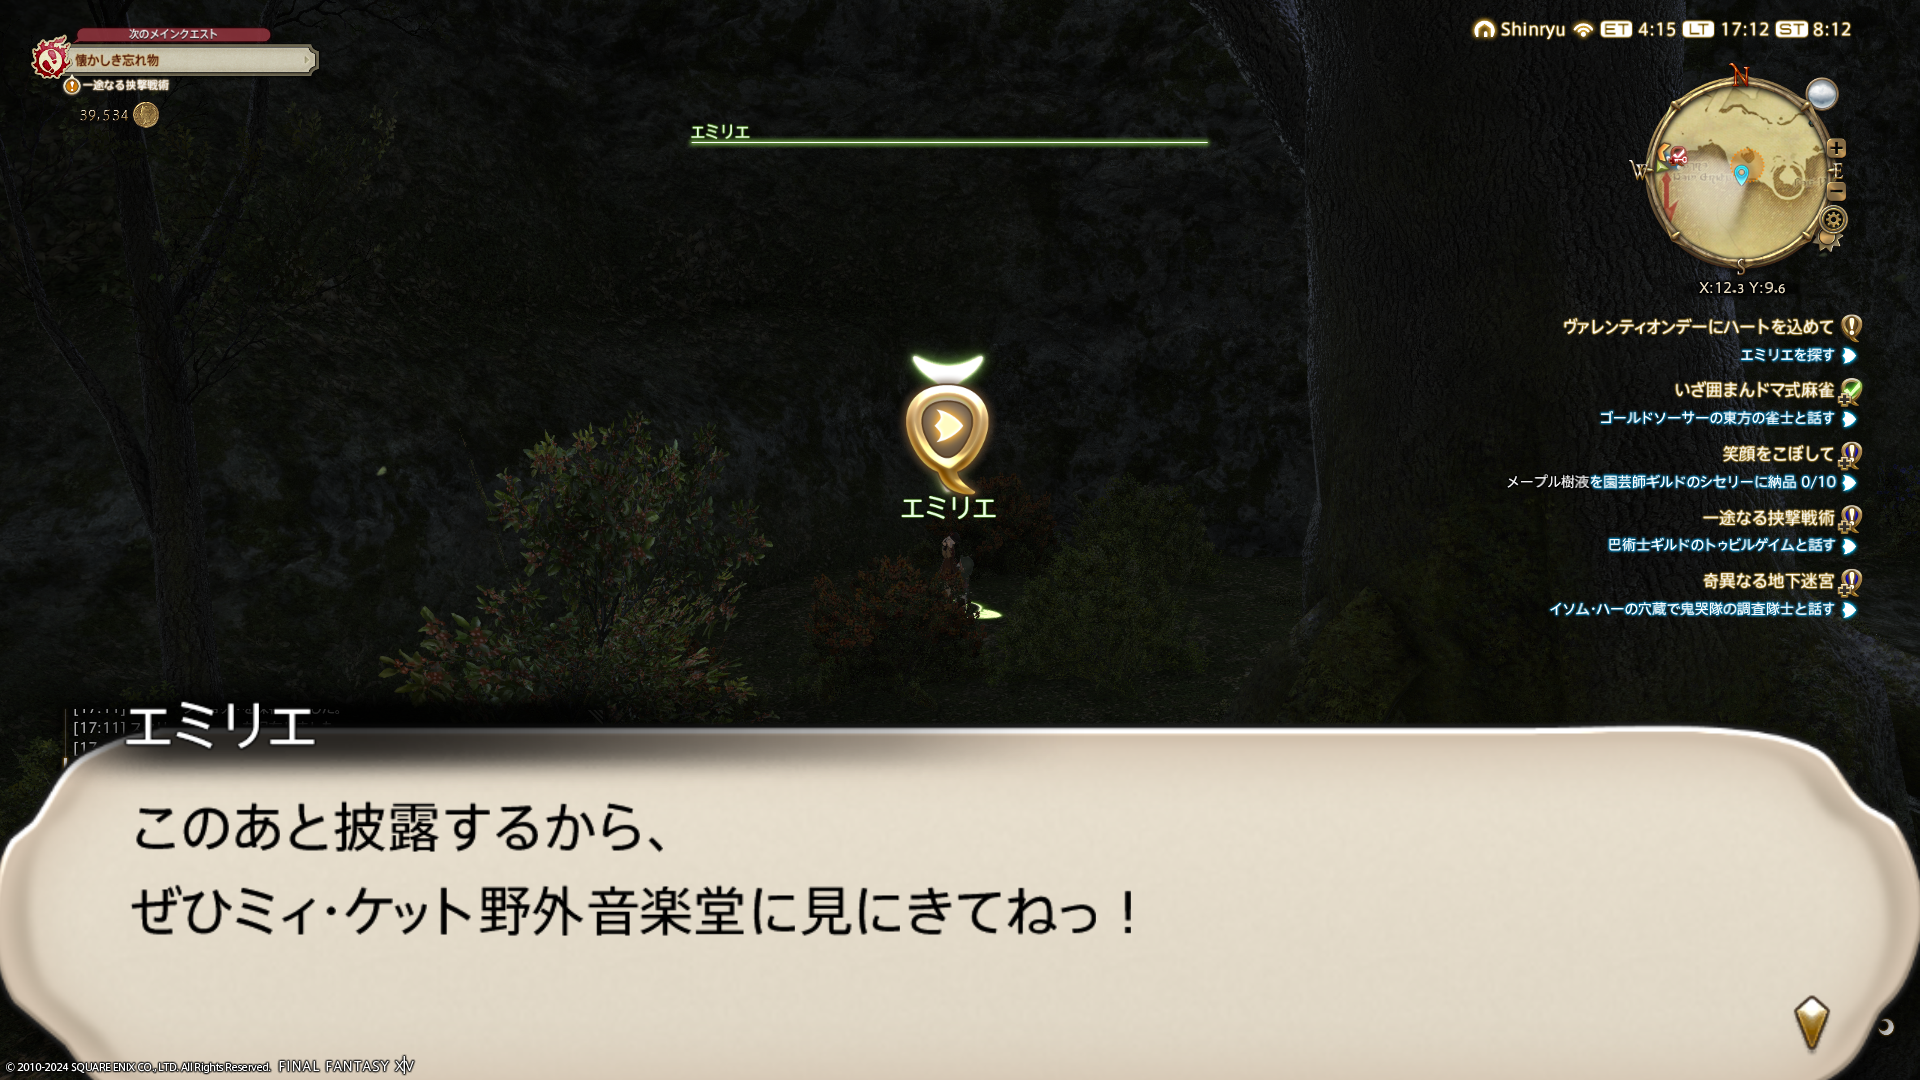 次のメインクエスト
懐かしき忘れ物
一途なる挟撃戦術
39,534
エミリエ
Shinryu ET 4:15 LT 17:12 ST 8:12
N
W
E
S
X:12.3 Y:9.6
ヴァレンティオンデーにハートを込めて
エミリエを探す
いざ囲まんドマ式麻雀
ゴールドソーサーの東方の雀士と話す
笑顔をこぼして
メープル樹液を園芸師ギルドのシセリーに納品 0/10
一途なる挟撃戦術
巴術士ギルドのトゥビルゲイムと話す
奇異なる地下迷宮
イソム・ハーの穴蔵で鬼哭隊の調査隊士と話す
エミリエ
[17:11]
[17:11]
[17
エミリエ
このあと披露するから、
ぜひミィ・ケット野外音楽堂に見にきてねっ！
© 2010-2024 SQUARE ENIX CO., LTD. All Rights Reserved. FINAL FANTASY XIV